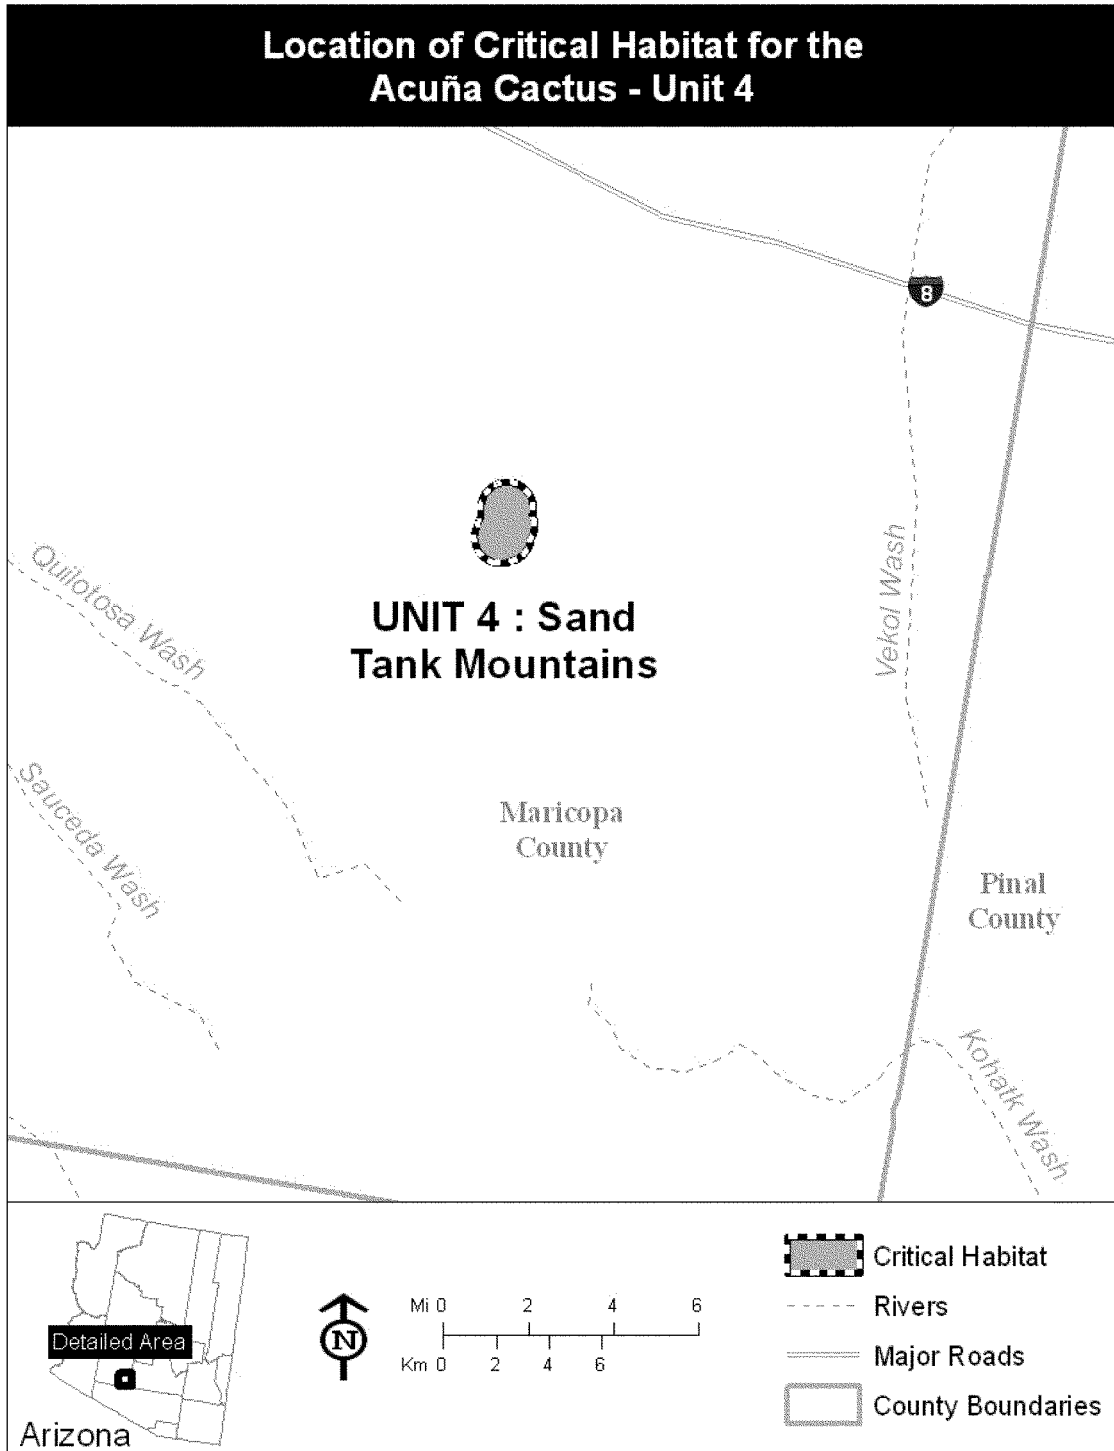 Location of Critical Habitat for the
Acuña Cactus - Unit 4
8
Quilotosa Wash
Vekol Wash
UNIT 4 : Sand
Tank Mountains
Sauceda Wash
Maricopa
County
Pinal
County
Kohatk Wash
Detailed Area
Arizona
N
Mi 0 2 4 6
Km 0 2 4 6
Critical Habitat
Rivers
Major Roads
County Boundaries